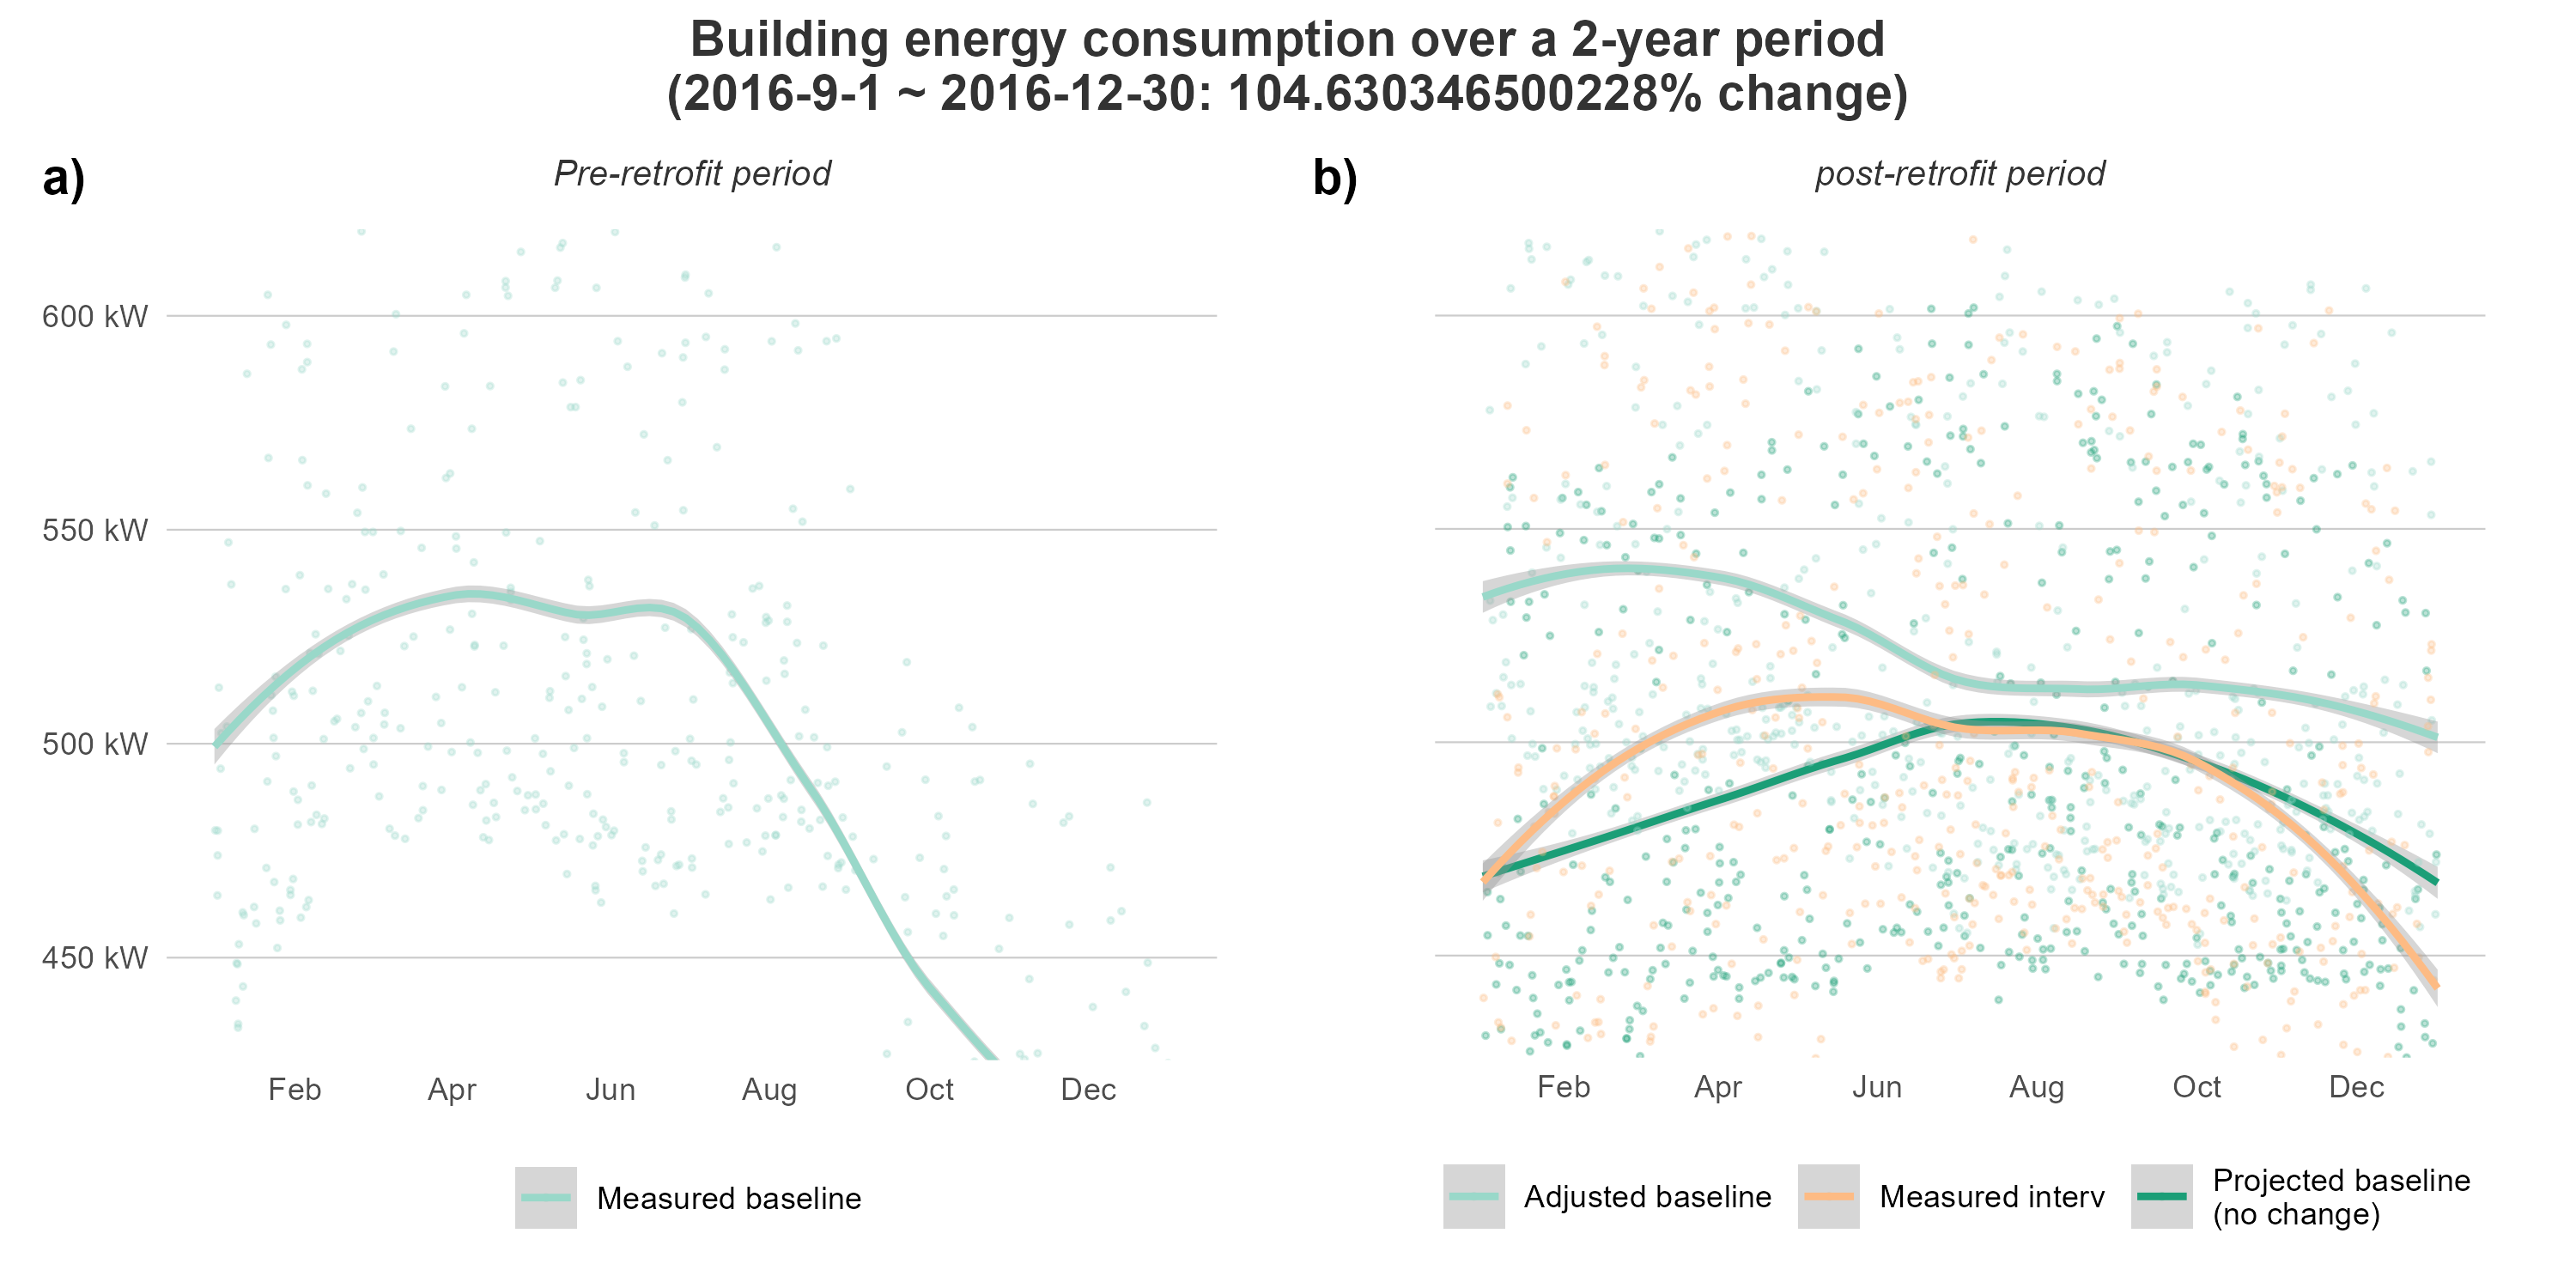 Building energy consumption over a 2-year period
(2016-9-1 ~ 2016-12-30: 104.630346500228% change)
a)
Pre-retrofit period
600 kW
550 kW
500 kW
450 kW
Feb Apr Jun Aug Oct Dec
Measured baseline
b)
post-retrofit period
Feb Apr Jun Aug Oct Dec
Adjusted baseline
Measured interv
Projected baseline
(no change)